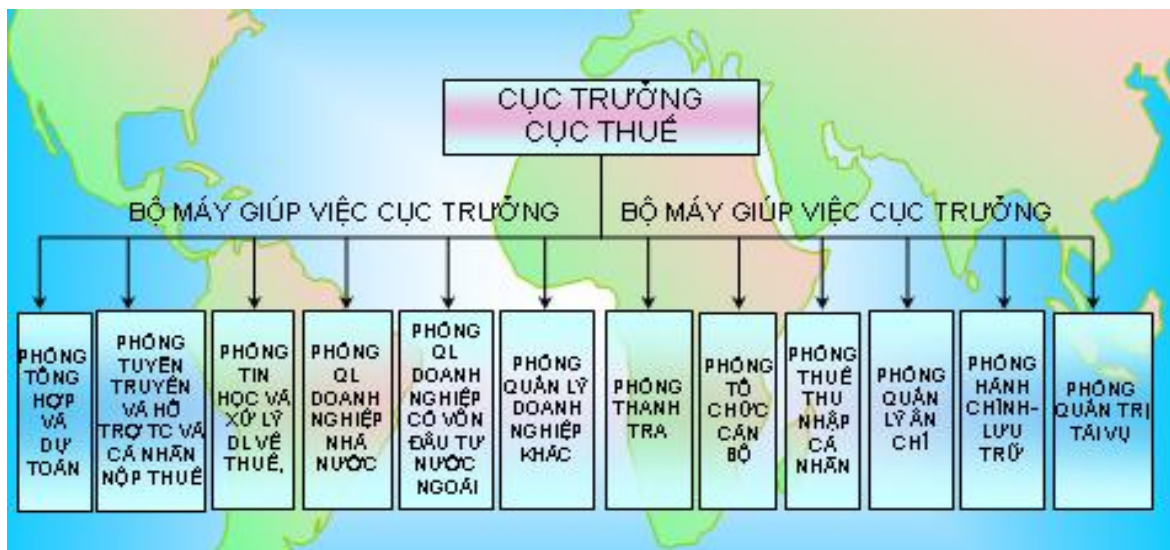 CỤC TRƯỞNG
CỤC THUẾ
BỘ MÁY GIÚP VIỆC CỤC TRƯỞNG
BỘ MÁY GIÚP VIỆC CỤC TRƯỞNG
PHÒNG
TỔNG
HỢP
VÀ
DỰ
TOÁN
PHÒNG
TUYÊN
TRUYỀN
VÀ HỖ
TRỢ TC VÀ
CÁ NHÂN
NỘP THUẾ
PHÒNG
TIN
HỌC VÀ
XỬ LÝ
DL VỀ
THUẾ,
PHÒNG
QL
DOANH
NGHIỆP
NHÀ
NƯỚC
PHÒNG
QL
DOANH
NGHIỆP
CÓ VỐN
ĐẦU TƯ
NƯỚC
NGOÀI
PHÒNG
QUẢN LÝ
DOANH
NGHIỆP
KHÁC
PHÒNG
THANH
TRA
PHÒNG
TỔ
CHỨC
CÁN
BỘ
PHÒNG
THUẾ
THU
NHẬP
CÁ
NHÂN
PHÒNG
QUẢN
LÝ ẤN
CHỈ
PHÒNG
HÀNH
CHÌNH-
LƯU
TRỮ
PHÒNG
QUẢN TRỊ
TÀI VỤ